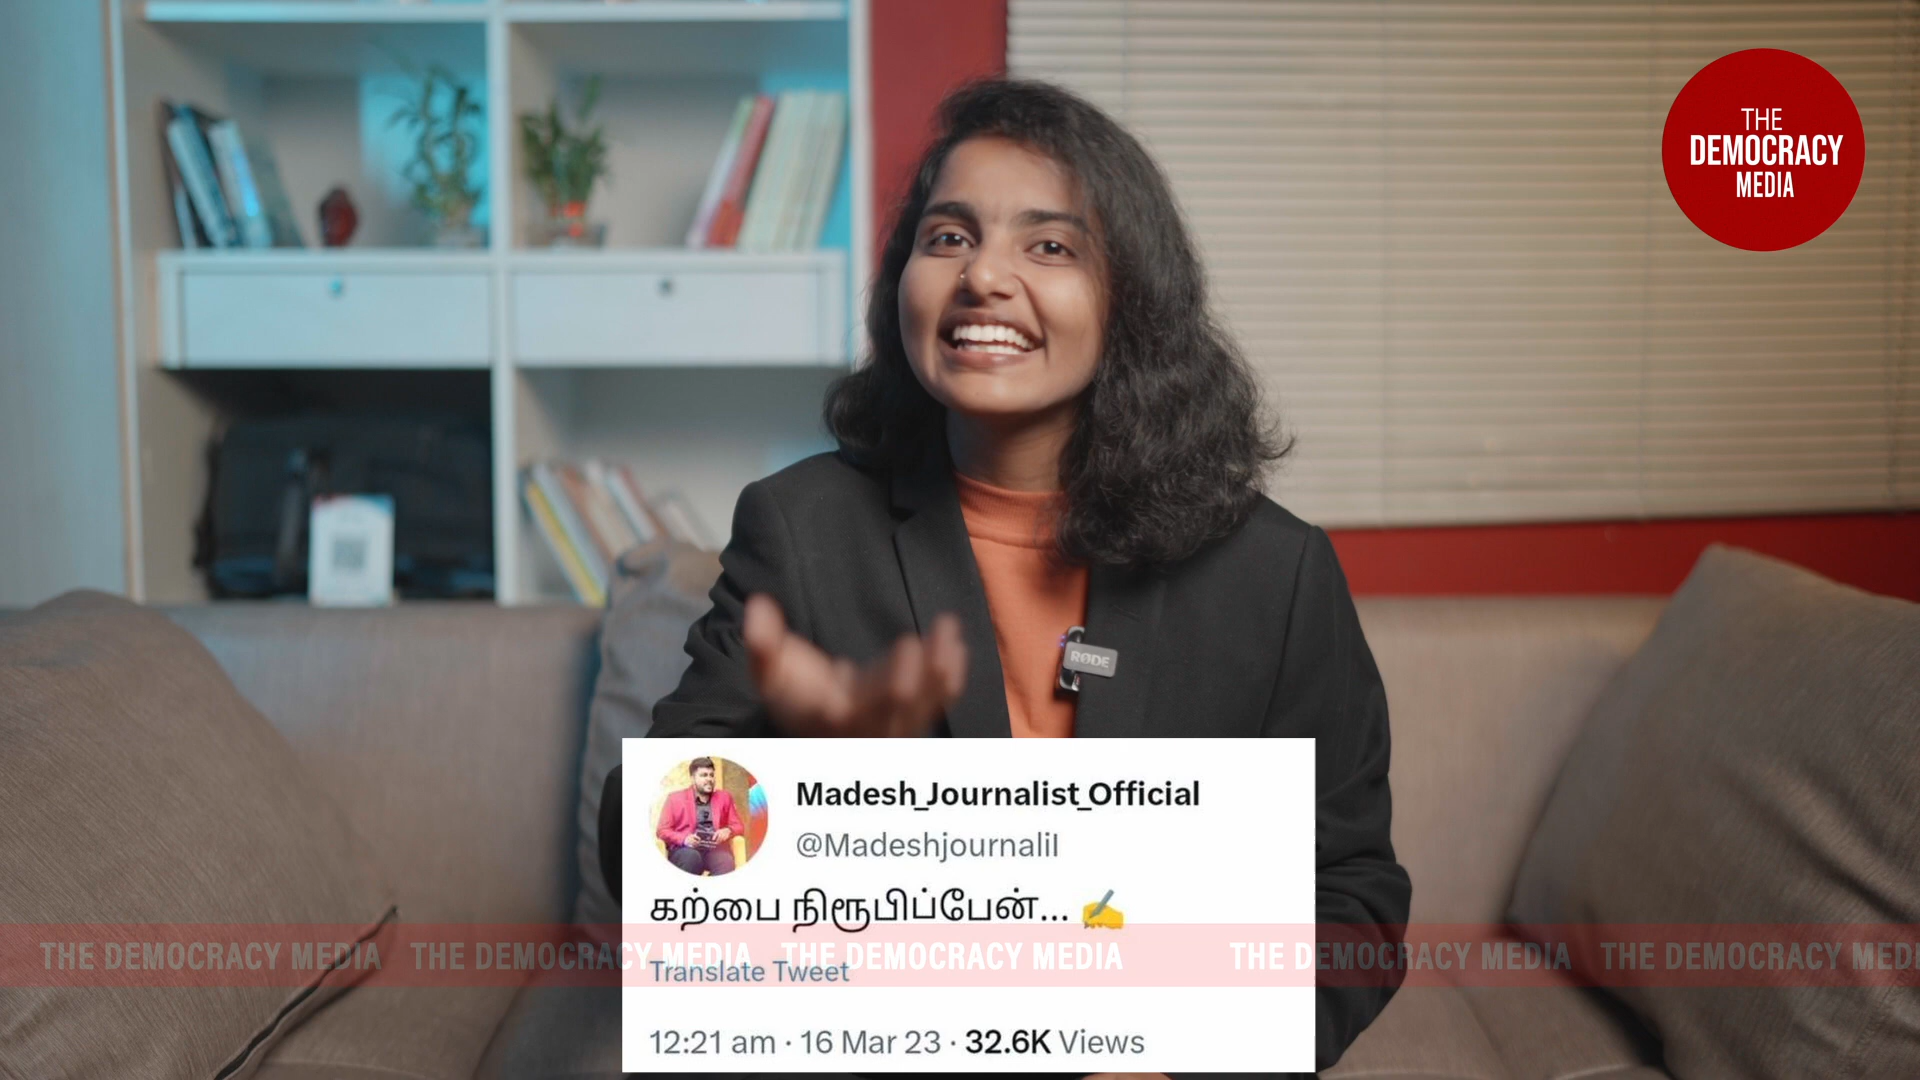 THE
DEMOCRACY
MEDIA
RØDE
Madesh_Journalist_Official
@Madeshjournalil
கற்பை நிரூபிப்பேன்... ✍
THE DEMOCRACY MEDIA THE DEMOCRACY MEDIA THE DEMOCRACY MEDIA THE DEMOCRACY MEDIA THE DEMOCRACY MEDI
Translate Tweet
12:21 am · 16 Mar 23 · 32.6K Views